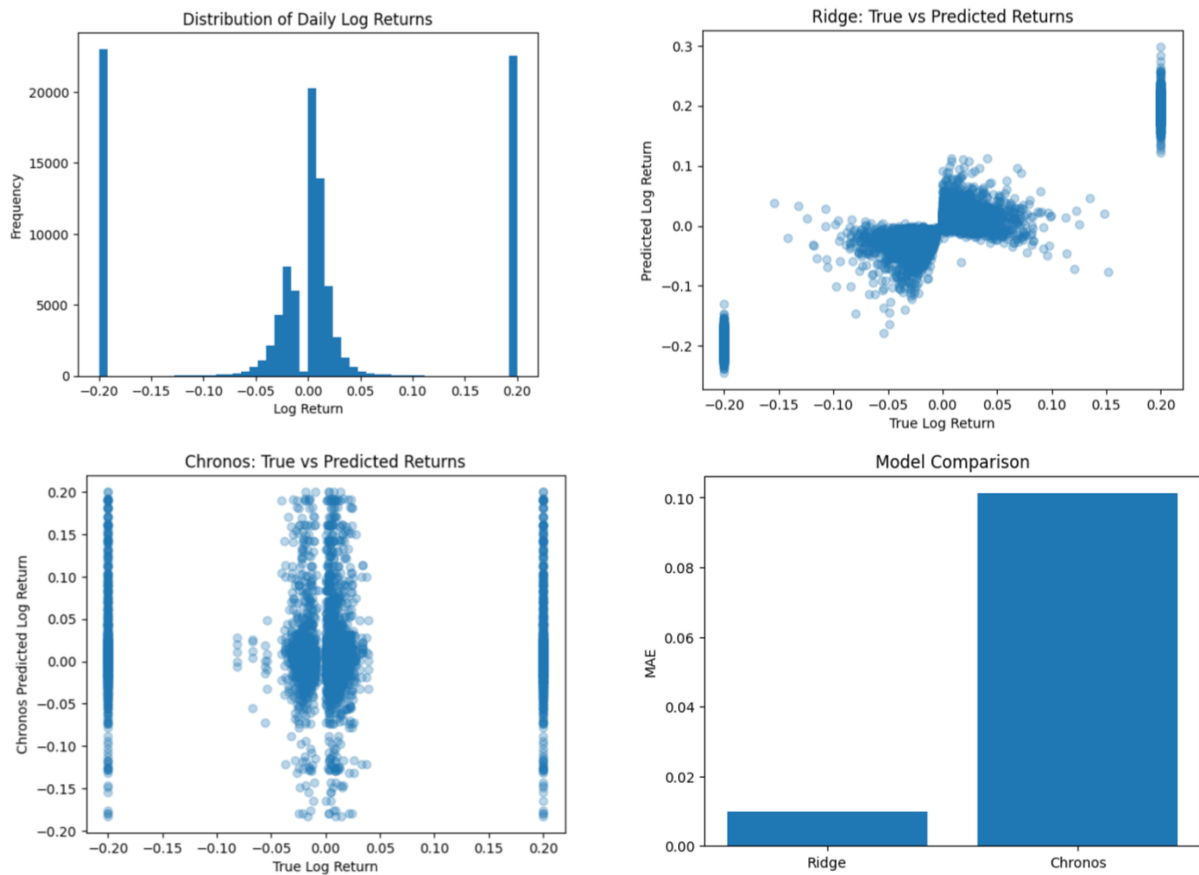 Distribution of Daily Log Returns
Frequency
20000
15000
10000
5000
0
−0.20 −0.15 −0.10 −0.05 0.00 0.05 0.10 0.15 0.20
Log Return
Ridge: True vs Predicted Returns
Predicted Log Return
0.3
0.2
0.1
0.0
−0.1
−0.2
−0.20 −0.15 −0.10 −0.05 0.00 0.05 0.10 0.15 0.20
True Log Return
Chronos: True vs Predicted Returns
Chronos Predicted Log Return
0.20
0.15
0.10
0.05
0.00
−0.05
−0.10
−0.15
−0.20
−0.20 −0.15 −0.10 −0.05 0.00 0.05 0.10 0.15 0.20
True Log Return
Model Comparison
MAE
0.10
0.08
0.06
0.04
0.02
0.00
Ridge Chronos